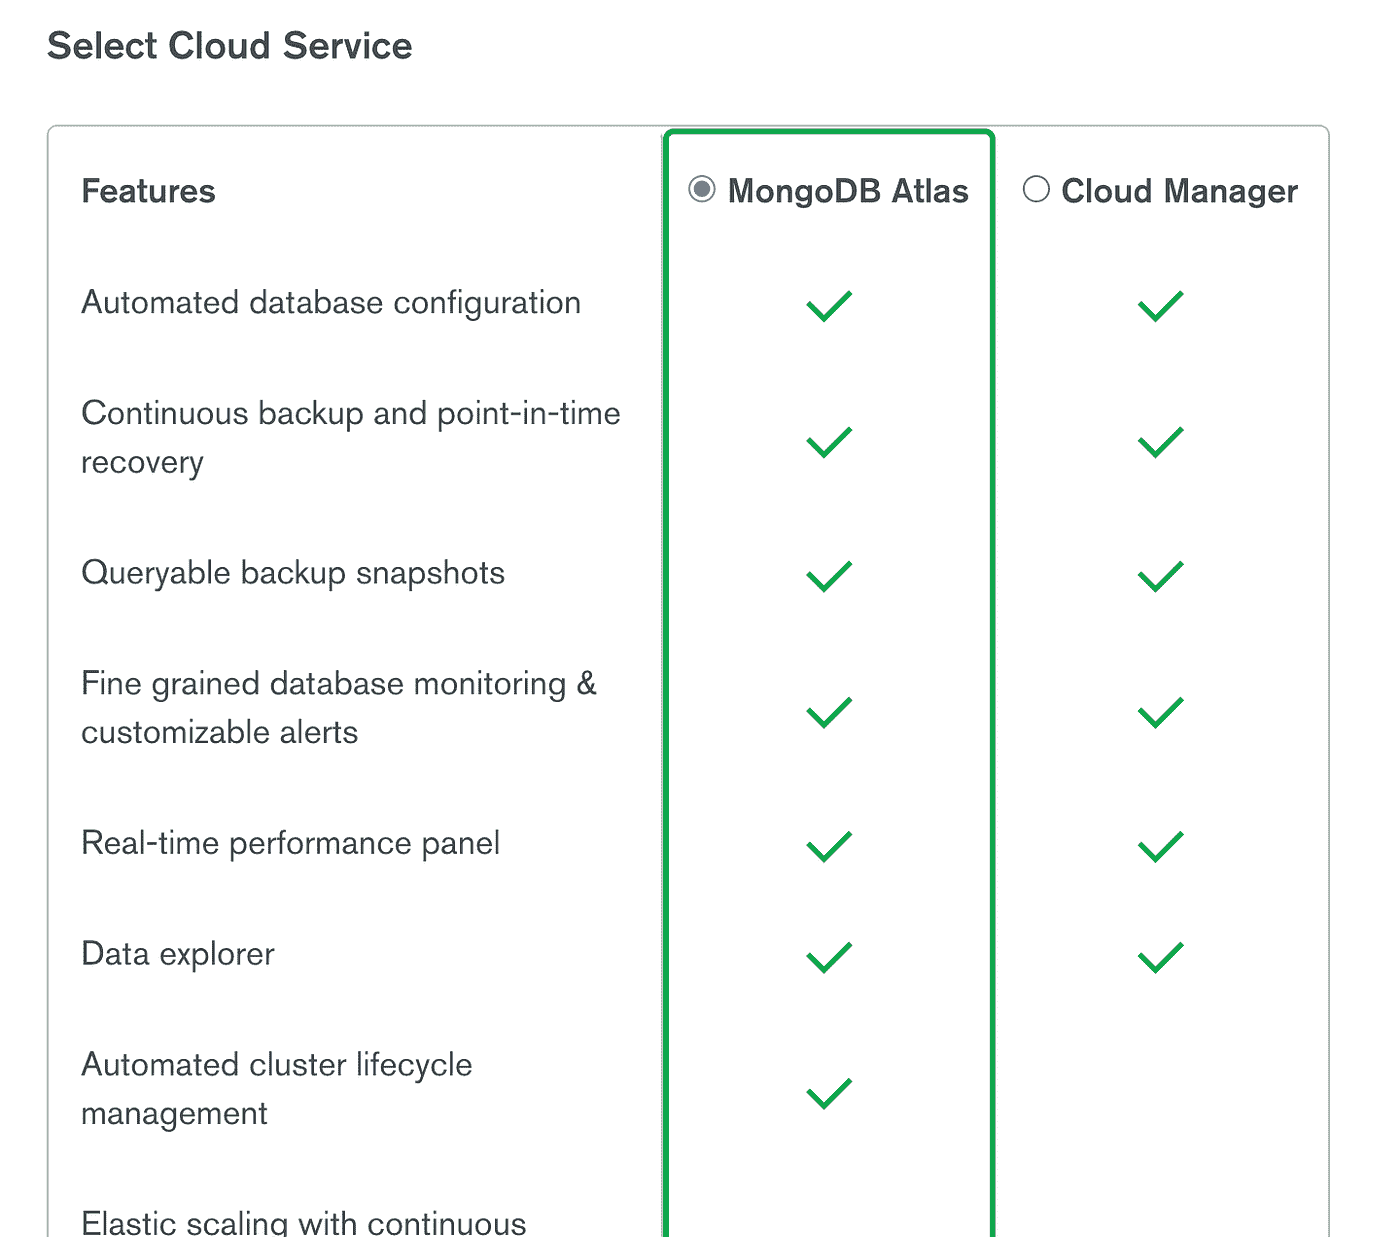 Select Cloud Service
Features
MongoDB Atlas
Cloud Manager
Automated database configuration
Continuous backup and point-in-time
recovery
Queryable backup snapshots
Fine grained database monitoring &
customizable alerts
Real-time performance panel
Data explorer
Automated cluster lifecycle
management
Elastic scaling with continuous